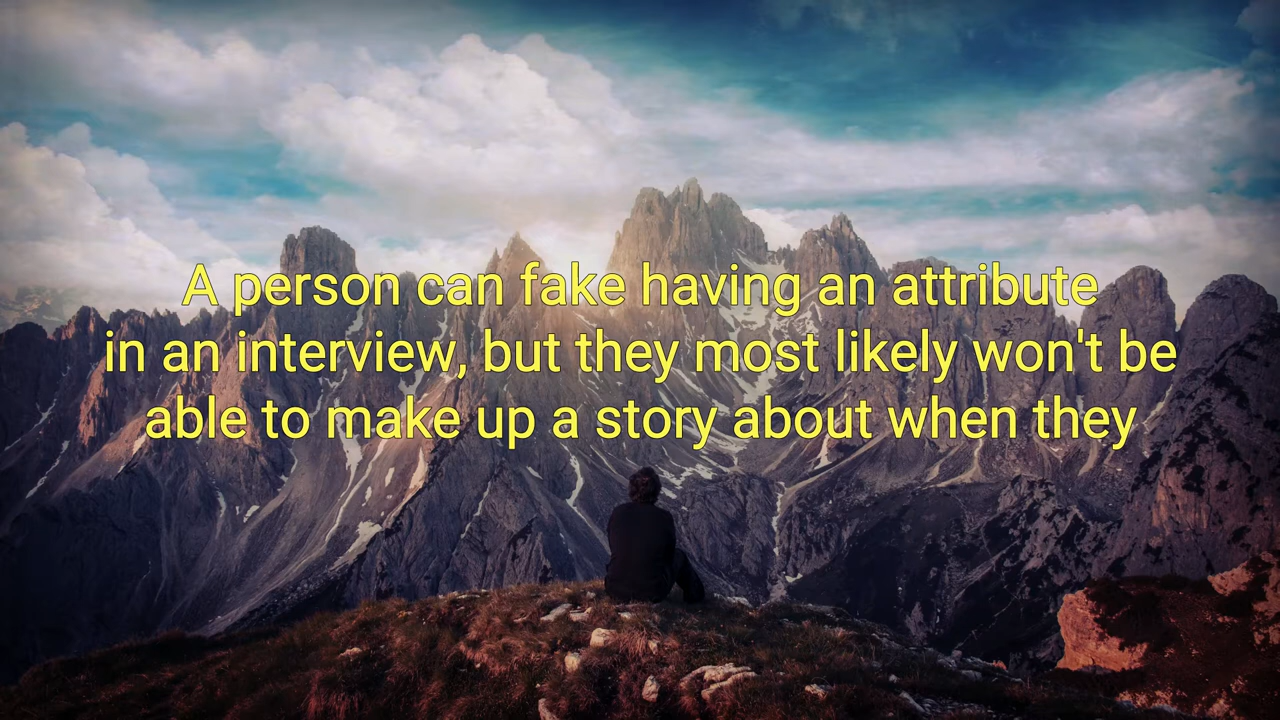 A person can fake having an attribute
in an interview, but they most likely won't be
able to make up a story about when they